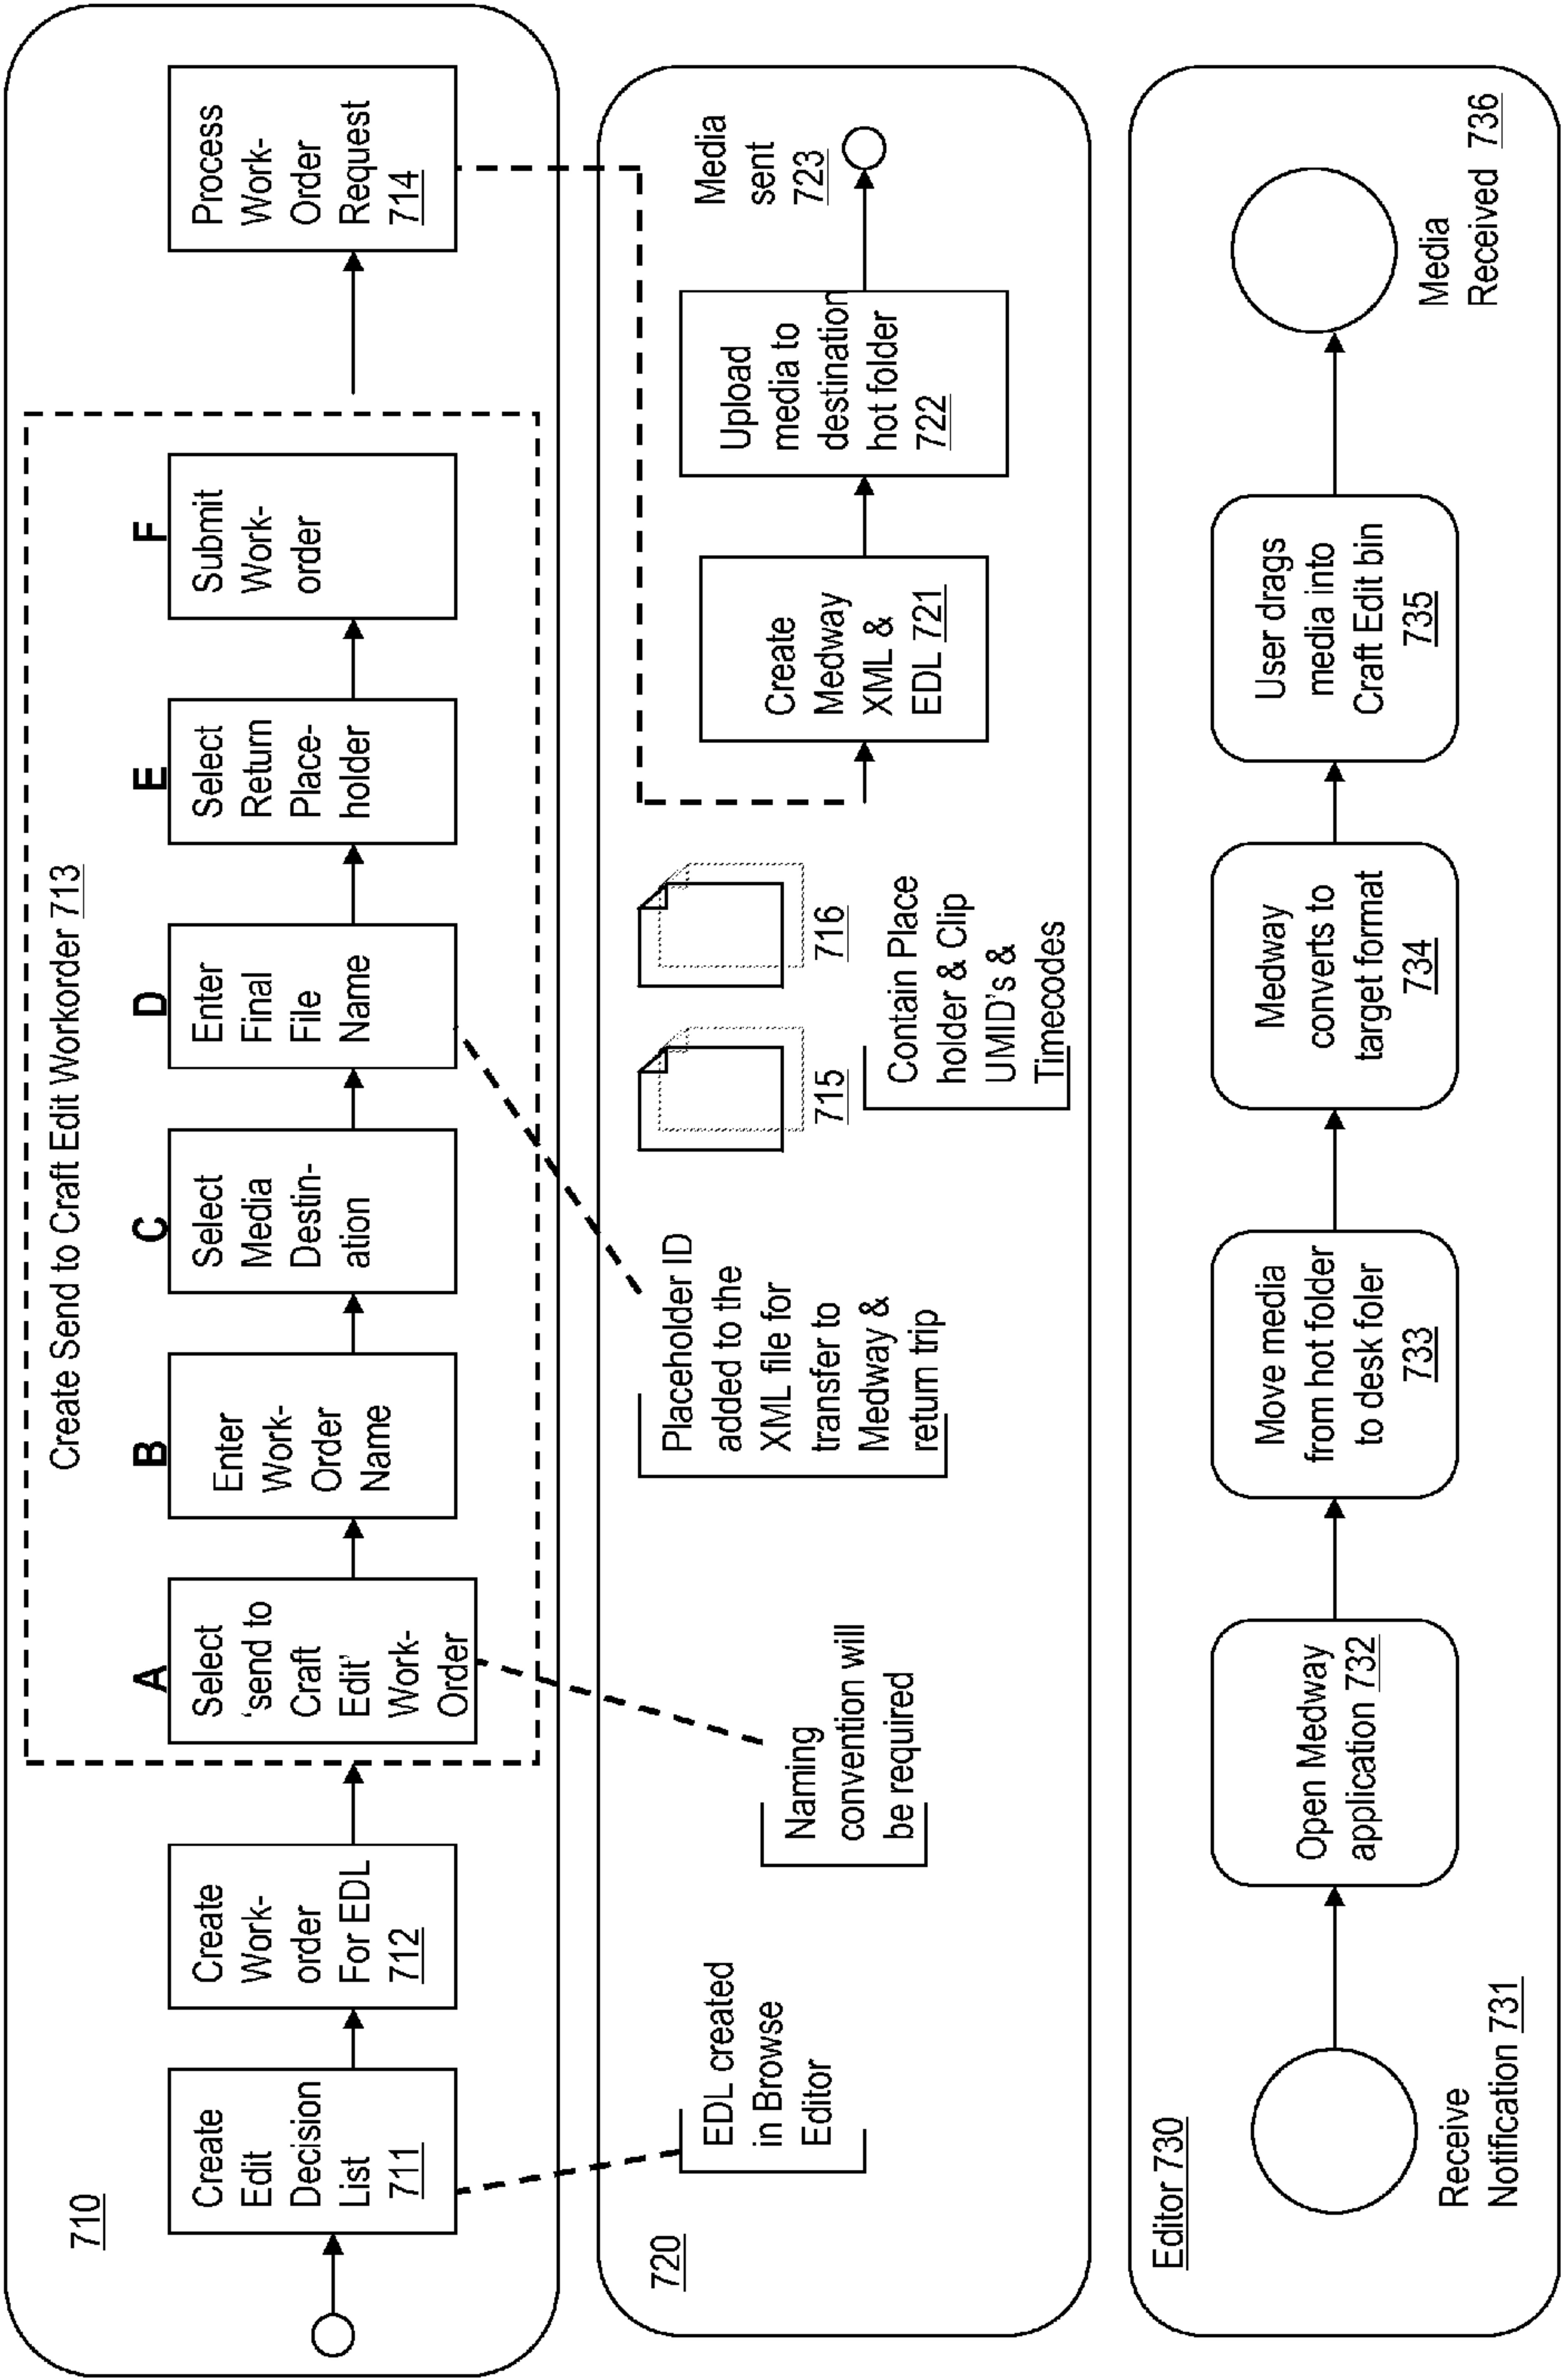 710
Create
Edit
Decision
List
711
Create
Work-
order
For EDL
712
Create Send to Craft Edit Workorder 713
A
Select
‘send to
Craft
Edit’
Work-
Order
B
Enter
Work-
Order
Name
C
Select
Media
Destin-
ation
D
Enter
Final
File
Name
E
Select
Return
Place-
holder
F
Submit
Work-
order
Process
Work-
Order
Request
714
720
EDL created
in Browse
Editor
Naming
convention will
be required
Placeholder ID
added to the
XML file for
transfer to
Medway &
return trip
715
716
Contain Place
holder & Clip
UMID's &
Timecodes
Create
Medway
XML &
EDL 721
Upload
media to
destination
hot folder
722
Media
sent
723
Editor 730
Receive
Notification 731
Open Medway
application 732
Move media
from hot folder
to desk foler
733
Medway
converts to
target format
734
User drags
media into
Craft Edit bin
735
Media
Received 736